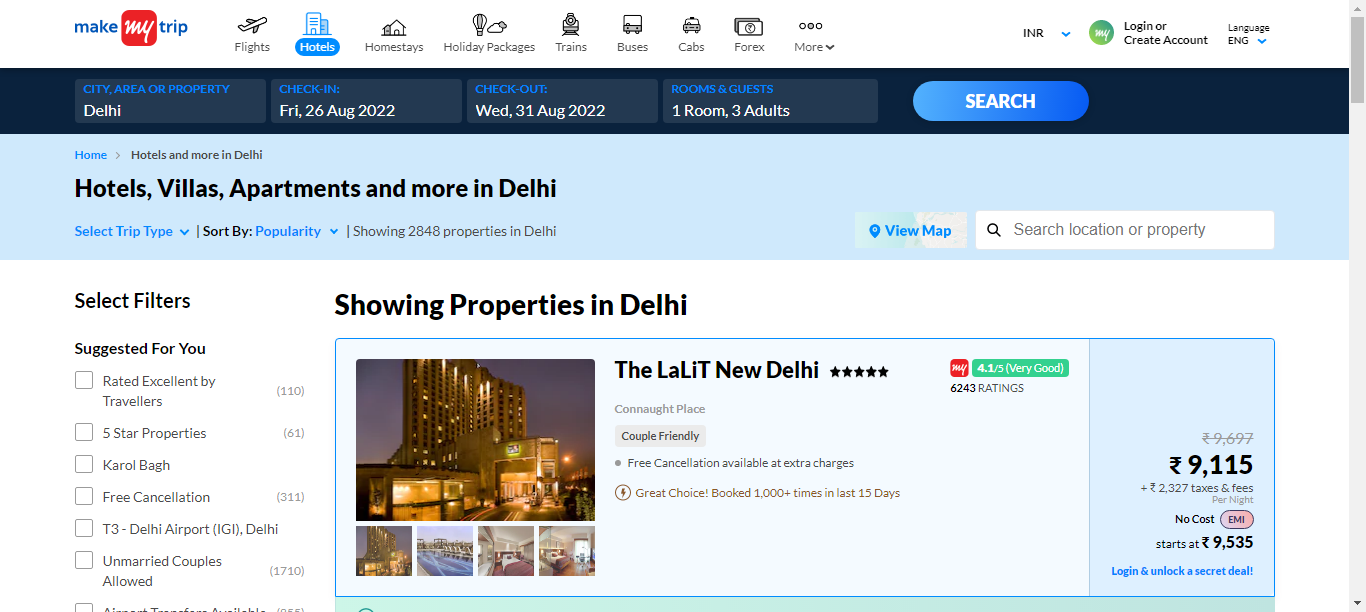 make my trip
Flights
Hotels
Homestays
Holiday Packages
Trains
Buses
Cabs
Forex
More
INR
my
Login or
Create Account
Language
ENG
CITY, AREA OR PROPERTY
Delhi
CHECK-IN:
Fri, 26 Aug 2022
CHECK-OUT:
Wed, 31 Aug 2022
ROOMS & GUESTS
1 Room, 3 Adults
SEARCH
Home > Hotels and more in Delhi
Hotels, Villas, Apartments and more in Delhi
Select Trip Type | Sort By: Popularity | Showing 2848 properties in Delhi
View Map
Search location or property
Select Filters
Suggested For You
Rated Excellent by
Travellers
(110)
5 Star Properties (61)
Karol Bagh
Free Cancellation (311)
T3 - Delhi Airport (IGI), Delhi
Unmarried Couples
Allowed
(1710)
Airport Transfers Available
Showing Properties in Delhi
The LaLiT New Delhi ★★★★★
my 4.1/5 (Very Good)
6243 RATINGS
Connaught Place
Couple Friendly
Free Cancellation available at extra charges
Great Choice! Booked 1,000+ times in last 15 Days
₹ 9,697
₹ 9,115
+ ₹ 2,327 taxes & fees
Per Night
No Cost EMI
starts at ₹ 9,535
Login & unlock a secret deal!